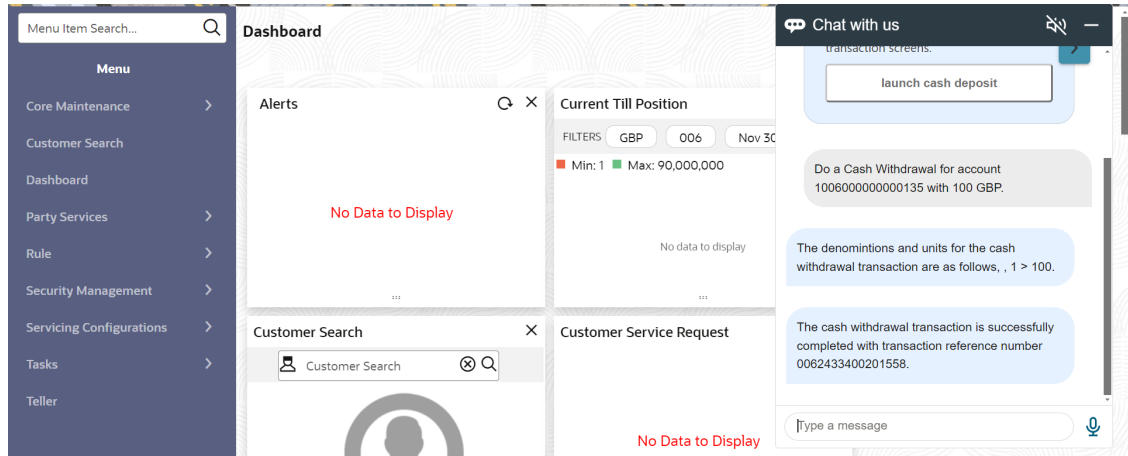 Menu Item Search...
Menu
Core Maintenance
Customer Search
Dashboard
Party Services
Rule
Security Management
Servicing Configurations
Tasks
Teller
Dashboard
Alerts
No Data to Display
Current Till Position
FILTERS GBP 006 Nov 30
Min: 1 Max: 90,000,000
No data to display
Customer Search
Customer Search
Customer Service Request
No Data to Display
Chat with us
transaction screens.
launch cash deposit
Do a Cash Withdrawal for account
1006000000000135 with 100 GBP.
The denomintions and units for the cash
withdrawal transaction are as follows, , 1 > 100.
The cash withdrawal transaction is successfully
completed with transaction reference number
0062433400201558.
Type a message